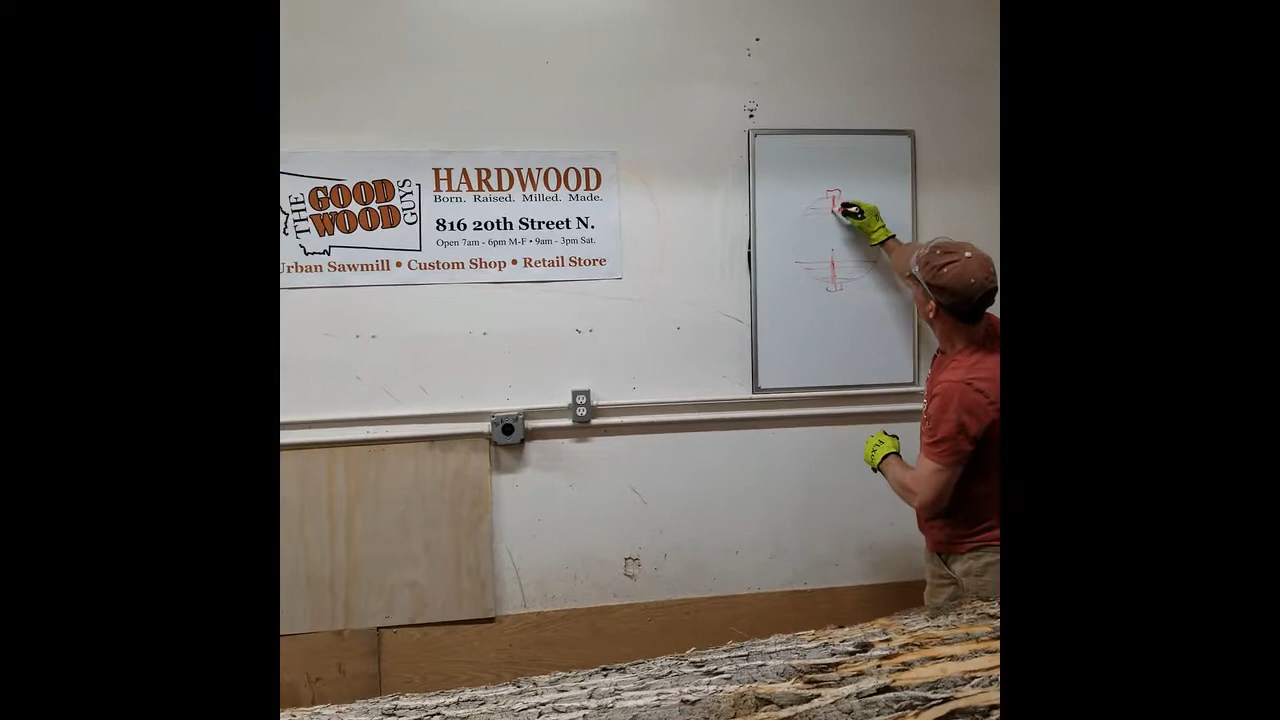 THE GOOD WOOD GUYS
HARDWOOD
Born. Raised. Milled. Made.
816 20th Street N.
Open 7am - 6pm M-F • 9am - 3pm Sat.
Urban Sawmill • Custom Shop • Retail Store